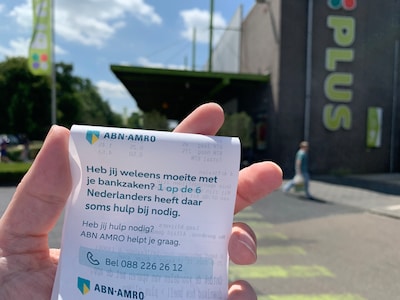 PLUS
ABN·AMRO
Heb jij weleens moeite met
je bankzaken? 1 op de 6
Nederlanders heeft daar
soms hulp bij nodig.
Heb jij hulp nodig?
ABN AMRO helpt je graag.
Bel 088 226 26 12
ABN·AMRO